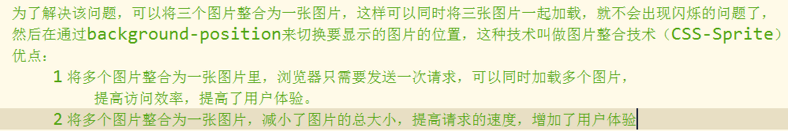 为了解决该问题，可以将三个图片整合为一张图片，这样可以同时将三张图片一起加载，就不会出现闪烁的问题了，
然后在通过background-position来切换要显示的图片的位置，这种技术叫做图片整合技术（CSS-Sprite）
优点：
1 将多个图片整合为一张图片里，浏览器只需要发送一次请求，可以同时加载多个图片，
提高访问效率，提高了用户体验。
2 将多个图片整合为一张图片，减小了图片的总大小，提高请求的速度，增加了用户体验